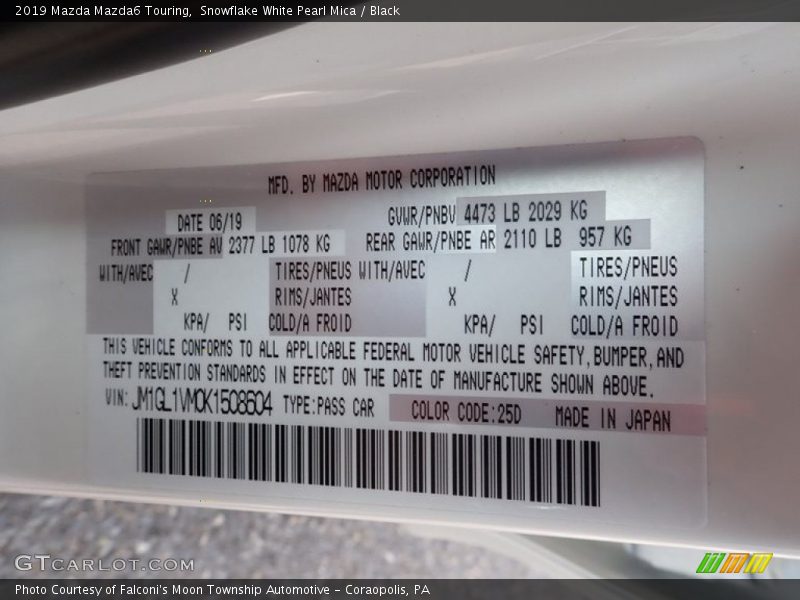 2019 Mazda Mazda6 Touring, Snowflake White Pearl Mica / Black
MFD. BY MAZDA MOTOR CORPORATION
DATE 06/19 GVWR/PNBV 4473 LB 2029 KG
FRONT GAWR/PNBE AV 2377 LB 1078 KG REAR GAWR/PNBE AR 2110 LB 957 KG
WITH/AVEC / TIRES/PNEUS WITH/AVEC / TIRES/PNEUS
X RIMS/JANTES X RIMS/JANTES
KPA/ PSI COLD/A FROID KPA/ PSI COLD/A FROID
THIS VEHICLE CONFORMS TO ALL APPLICABLE FEDERAL MOTOR VEHICLE SAFETY, BUMPER, AND
THEFT PREVENTION STANDARDS IN EFFECT ON THE DATE OF MANUFACTURE SHOWN ABOVE.
VIN: JM1GL1VM0K1508604 TYPE:PASS CAR COLOR CODE:25D MADE IN JAPAN
GTCARLOT.COM
Photo Courtesy of Falconi's Moon Township Automotive – Coraopolis, PA